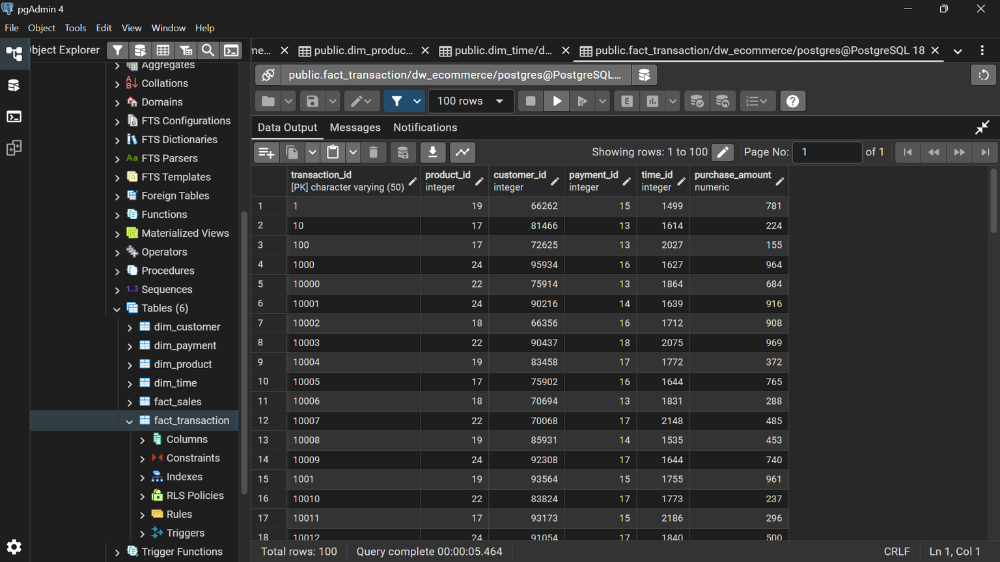 pgAdmin 4
File Object Tools Edit View Window Help
bject Explorer
me...
public.dim_produc...
public.dim_time/d...
public.fact_transaction/dw_ecommerce/postgres@PostgreSQL 18
public.fact_transaction/dw_ecommerce/postgres@PostgreSQL...
100 rows
E
?
Data Output Messages Notifications
Showing rows: 1 to 100
Page No: 1 of 1
Aggregates
Collations
Domains
FTS Configurations
FTS Dictionaries
Aa FTS Parsers
FTS Templates
Foreign Tables
Functions
Materialized Views
Operators
Procedures
1..3 Sequences
Tables (6)
dim_customer
dim_payment
dim_product
dim_time
fact_sales
fact_transaction
Columns
Constraints
Indexes
RLS Policies
Rules
Triggers
Trigger Functions
transaction_id product_id customer_id payment_id time_id purchase_amount
[PK] character varying (50) integer integer integer integer numeric
1 1 19 66262 15 1499 781
2 10 17 81466 13 1614 224
3 100 17 72625 13 2027 155
4 1000 24 95934 16 1627 964
5 10000 22 75914 13 1864 684
6 10001 24 90216 14 1639 916
7 10002 18 66356 16 1712 908
8 10003 22 90437 18 2075 969
9 10004 19 83458 17 1772 372
10 10005 17 75902 16 1644 765
11 10006 18 70694 13 1831 288
12 10007 22 70068 17 2148 485
13 10008 19 85931 14 1535 453
14 10009 24 92308 17 1644 740
15 1001 19 93564 15 1755 961
16 10010 22 83824 17 1773 237
17 10011 17 93173 15 2186 296
18 10012 24 91054 17 1840 500
Total rows: 100 Query complete 00:00:05.464 CRLF Ln 1, Col 1